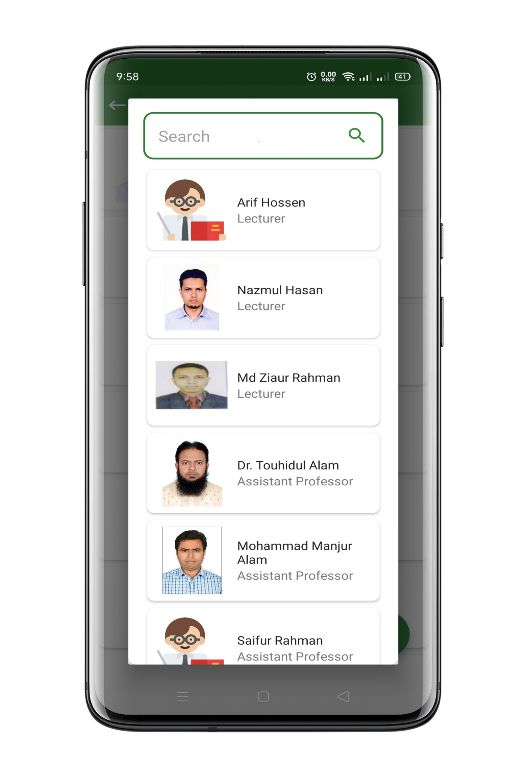 9:58
0.00
KB/S
41
Search
Arif Hossen
Lecturer
Nazmul Hasan
Lecturer
Md Ziaur Rahman
Lecturer
Dr. Touhidul Alam
Assistant Professor
Mohammad Manjur
Alam
Assistant Professor
Saifur Rahman
Assistant Professor